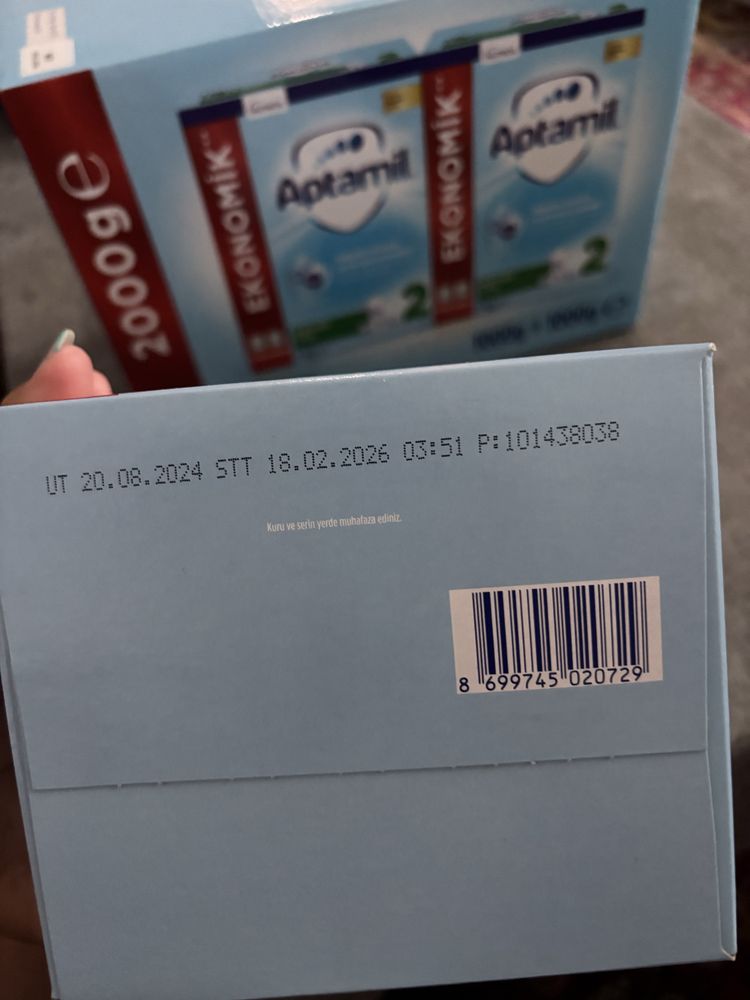 2000g e
EKONOMİK
Aptamil
2
EKONOMİK
Aptamil
2
UT 20.08.2024 STT 18.02.2026 03:51 P:101438038
Kuru ve serin yerde muhafaza ediniz.
8 699745 020729